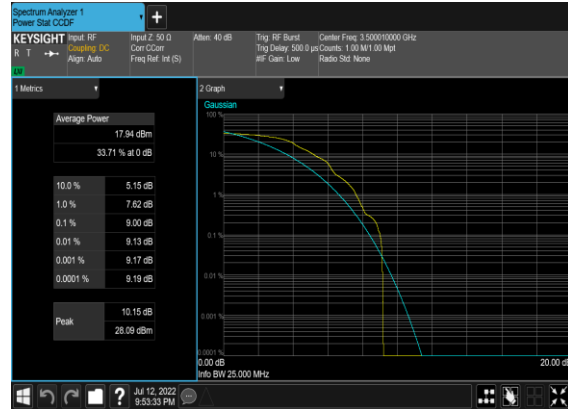 Spectrum Analyzer 1
Power Stat CCDF
KEYSIGHT
R T
LXI
Input: RF
Coupling: DC
Align: Auto
Input Z: 50 Ω
Corr CCorr
Freq Ref: Int (S)
Atten: 40 dB
Trig: RF Burst
Trig Delay: 500.0 µs
#IF Gain: Low
Center Freq: 3.500010000 GHz
Counts: 1.00 M/1.00 Mpt
Radio Std: None
1 Metrics
Average Power
17.94 dBm
33.71 % at 0 dB
10.0 % 5.15 dB
1.0 % 7.62 dB
0.1 % 9.00 dB
0.01 % 9.13 dB
0.001 % 9.17 dB
0.0001 % 9.19 dB
Peak
10.15 dB
28.09 dBm
2 Graph
Gaussian
100 %
10 %
1 %
0.1 %
0.01 %
0.001 %
0.0001 %
0.00 dB 20.00 dB
Info BW 25.000 MHz
?
Jul 12, 2022
9:53:33 PM